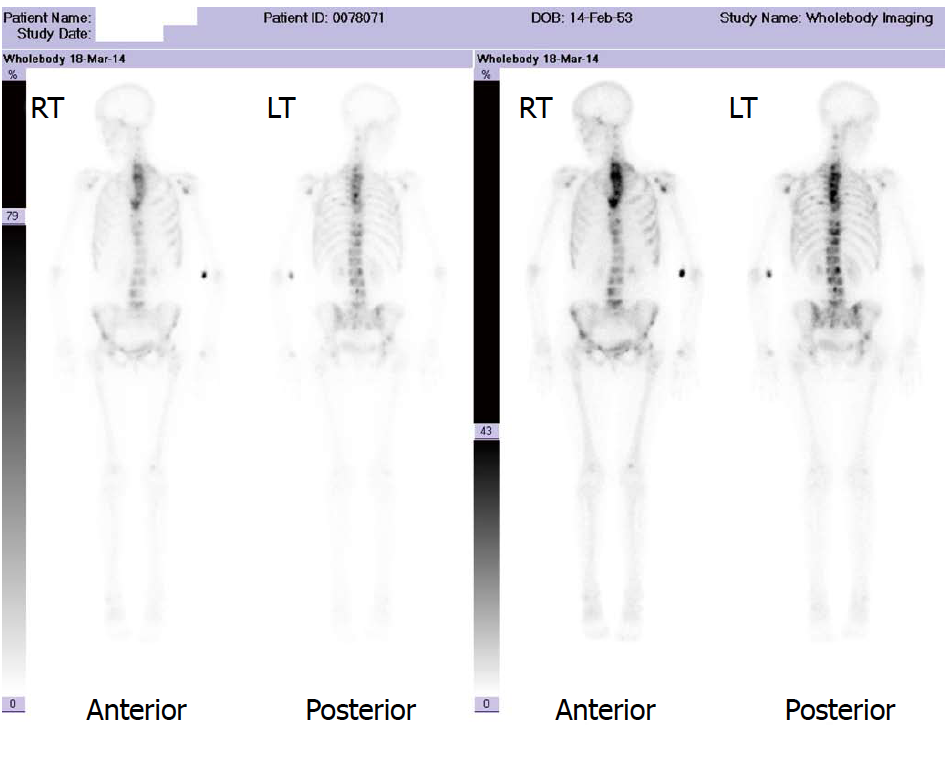 Patient Name: Patient ID: 0078071 DOB: 14-Feb-53 Study Name: Wholebody Imaging
Study Date:
Wholebody 18-Mar-14 Wholebody 18-Mar-14
% %
RT LT RT LT
79
43
0 0
Anterior Posterior Anterior Posterior